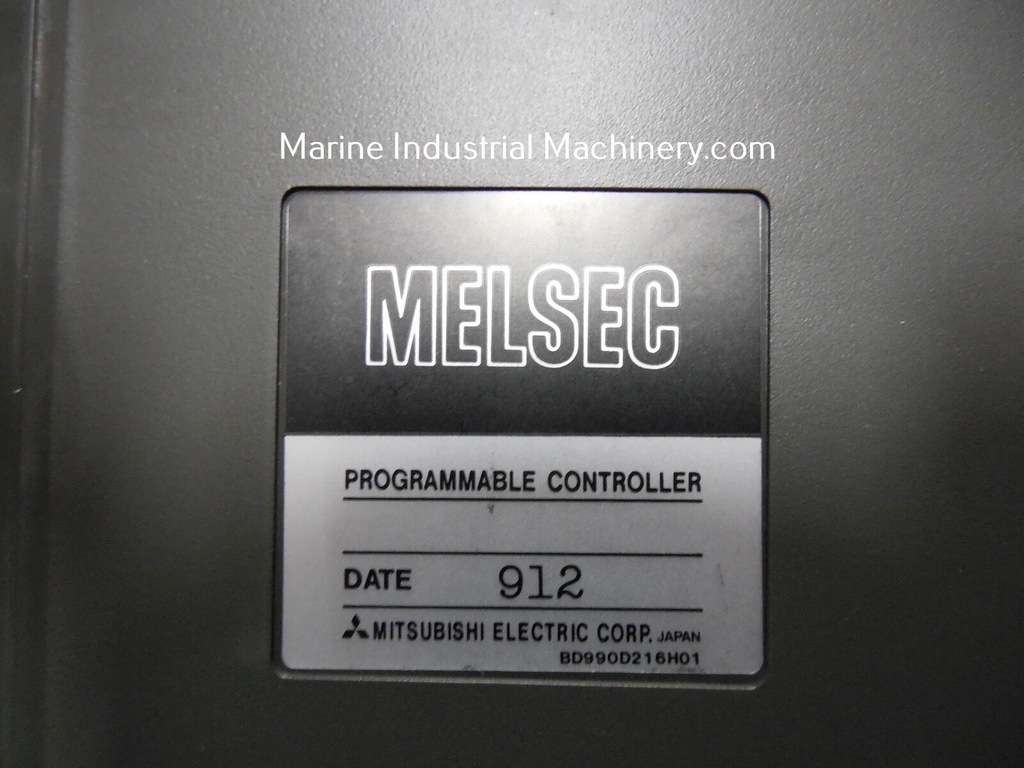 Marine Industrial Machinery.com
MELSEC
PROGRAMMABLE CONTROLLER
DATE 912
MITSUBISHI ELECTRIC CORP. JAPAN
BD990D216H01